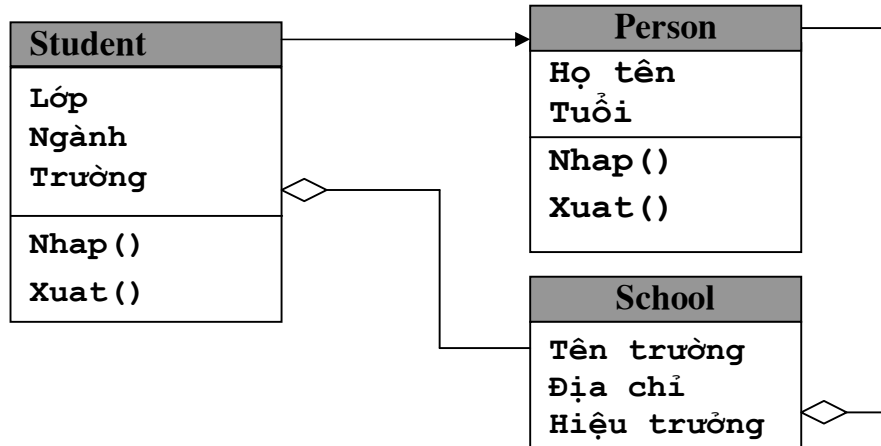 Student
Lớp
Ngành
Trường
Nhap()
Xuat()
Person
Họ tên
Tuổi
Nhap()
Xuat()
School
Tên trường
Địa chỉ
Hiệu trưởng